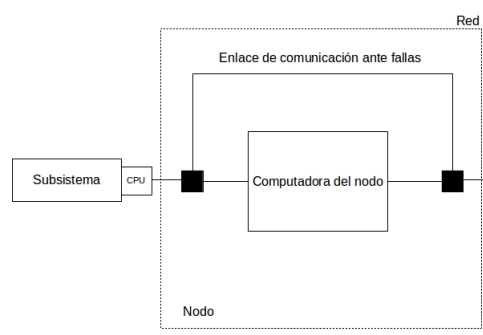 Red
Enlace de comunicación ante fallas
Subsistema
CPU
Computadora del nodo
Nodo